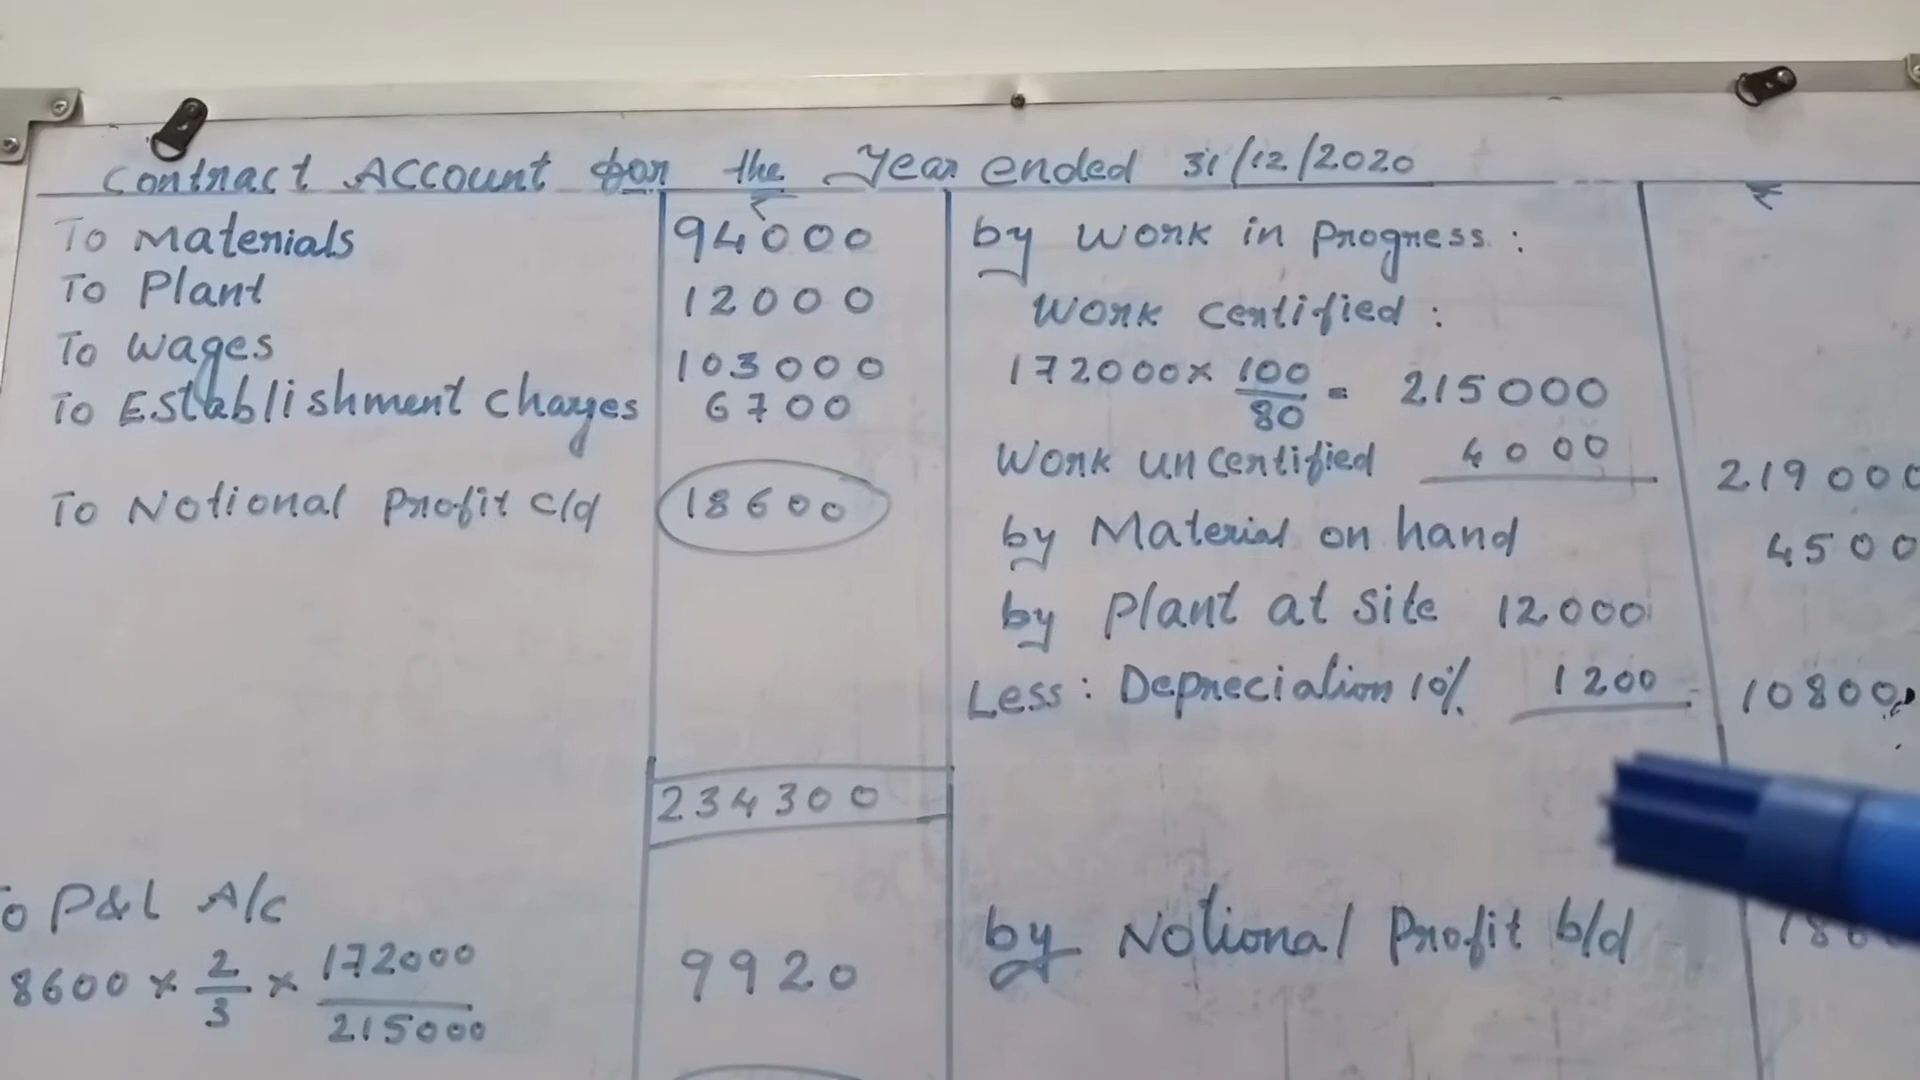 Contract Account for the Year ended 31/12/2020
₹
₹
To Materials 94000
To Plant 12000
To Wages 103000
To Establishment charges 6700
To Notional Profit c/d 18600
234300
To P&L A/c
8600 × 2/3 × 172000/215000 9920
by Work in progress :
Work certified :
172000 × 100/80 = 215000
Work uncertified 4000 219000
by Material on hand 4500
by Plant at site 12000
Less : Depreciation 10% 1200 10800
by Notional Profit b/d